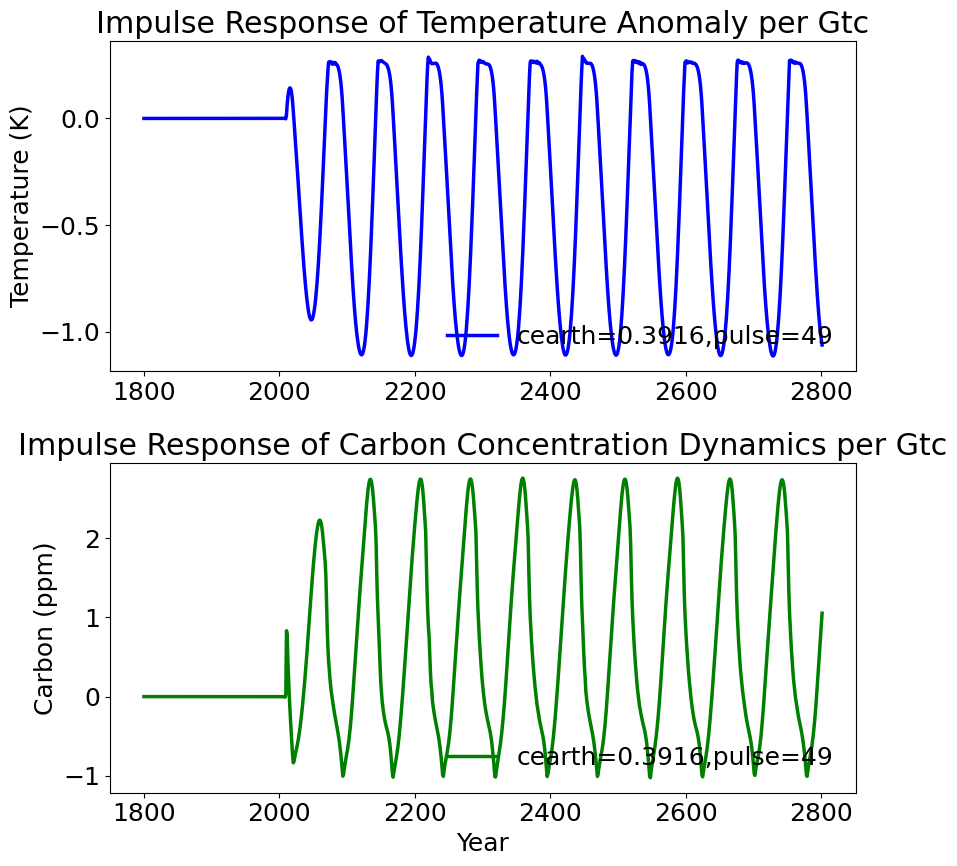 Impulse Response of Temperature Anomaly per Gtc
Temperature (K)
0.0
−0.5
−1.0
cearth=0.3916,pulse=49
1800 2000 2200 2400 2600 2800
Impulse Response of Carbon Concentration Dynamics per Gtc
Carbon (ppm)
2
1
0
−1
cearth=0.3916,pulse=49
1800 2000 2200 2400 2600 2800
Year